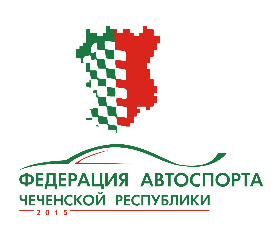 ФЕДЕРАЦИЯ АВТОСПОРТА
ЧЕЧЕНСКОЙ РЕСПУБЛИКИ
2015